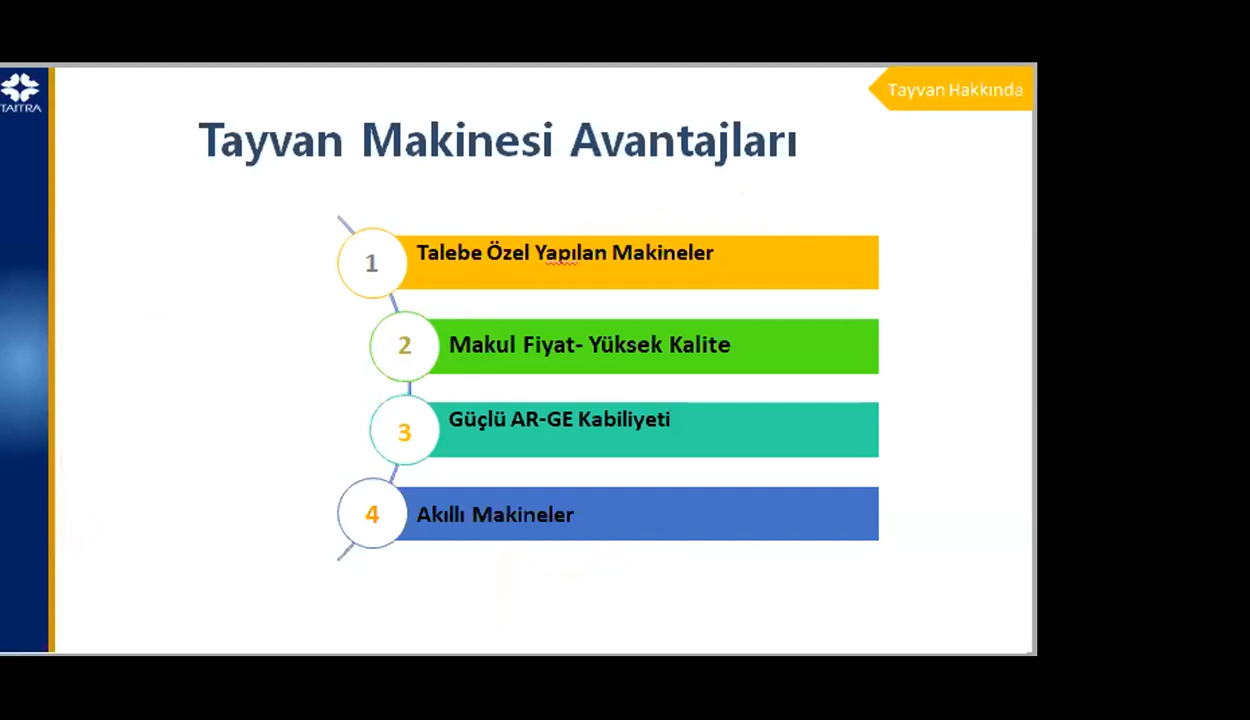 TAITRA
Tayvan Hakkında
Tayvan Makinesi Avantajları
1
Talebe Özel Yapılan Makineler
2
Makul Fiyat- Yüksek Kalite
3
Güçlü AR-GE Kabiliyeti
4
Akıllı Makineler